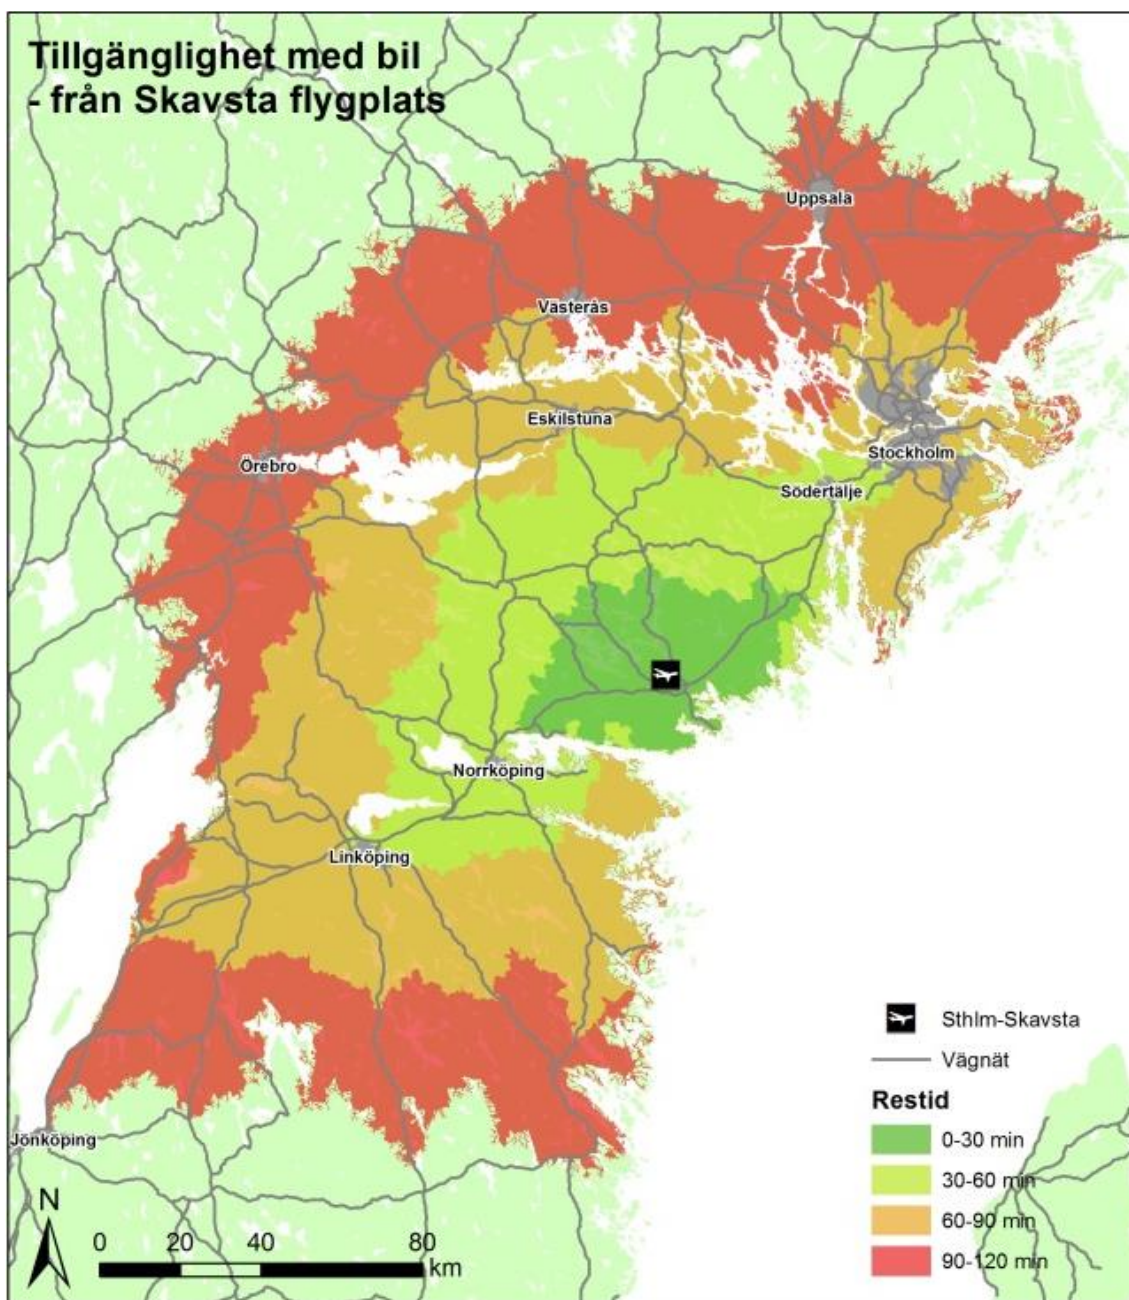 Tillgänglighet med bil
- från Skavsta flygplats
Uppsala
Västerås
Eskilstuna
Örebro
Stockholm
Södertälje
Norrköping
Linköping
Jönköping
Sthlm-Skavsta
Vägnät
Restid
0-30 min
30-60 min
60-90 min
90-120 min
N
0 20 40 80
km